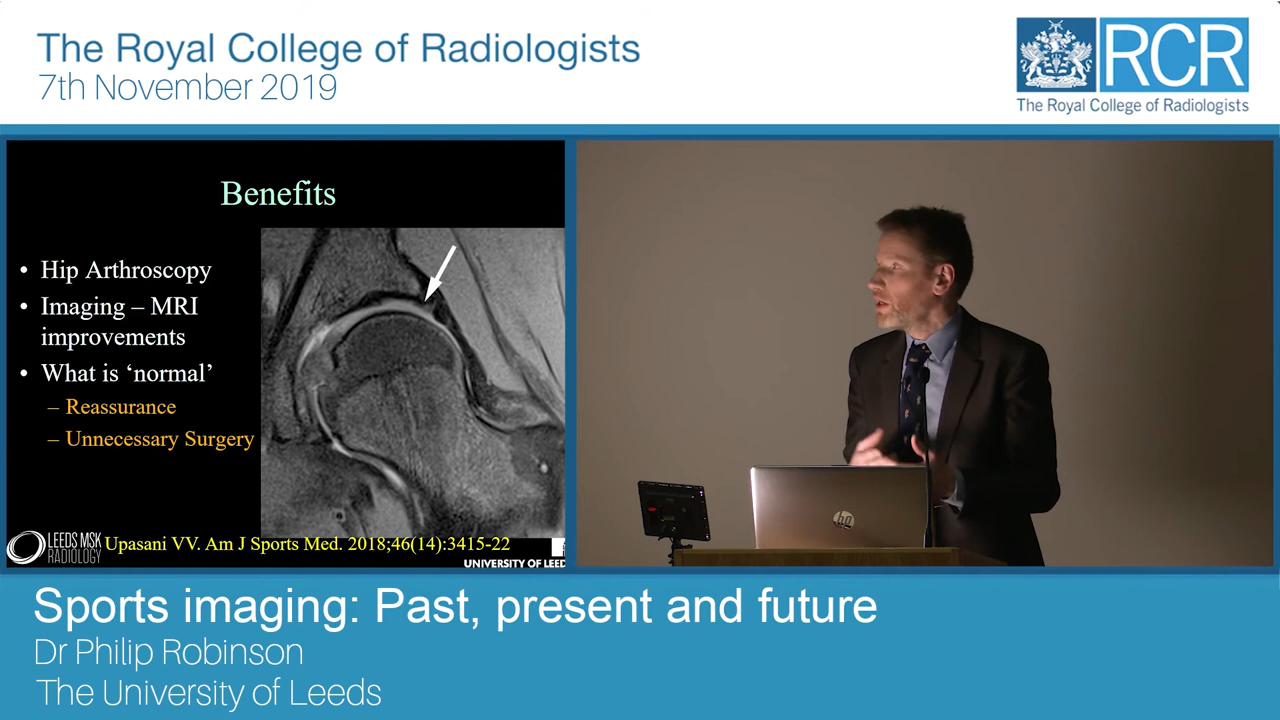 The Royal College of Radiologists
7th November 2019
RCR
The Royal College of Radiologists
Benefits
• Hip Arthroscopy
• Imaging – MRI
improvements
• What is ‘normal’
– Reassurance
– Unnecessary Surgery
LEEDS MSK
RADIOLOGY
Upasani VV. Am J Sports Med. 2018;46(14):3415-22
UNIVERSITY OF LEED
hp
Sports imaging: Past, present and future
Dr Philip Robinson
The University of Leeds